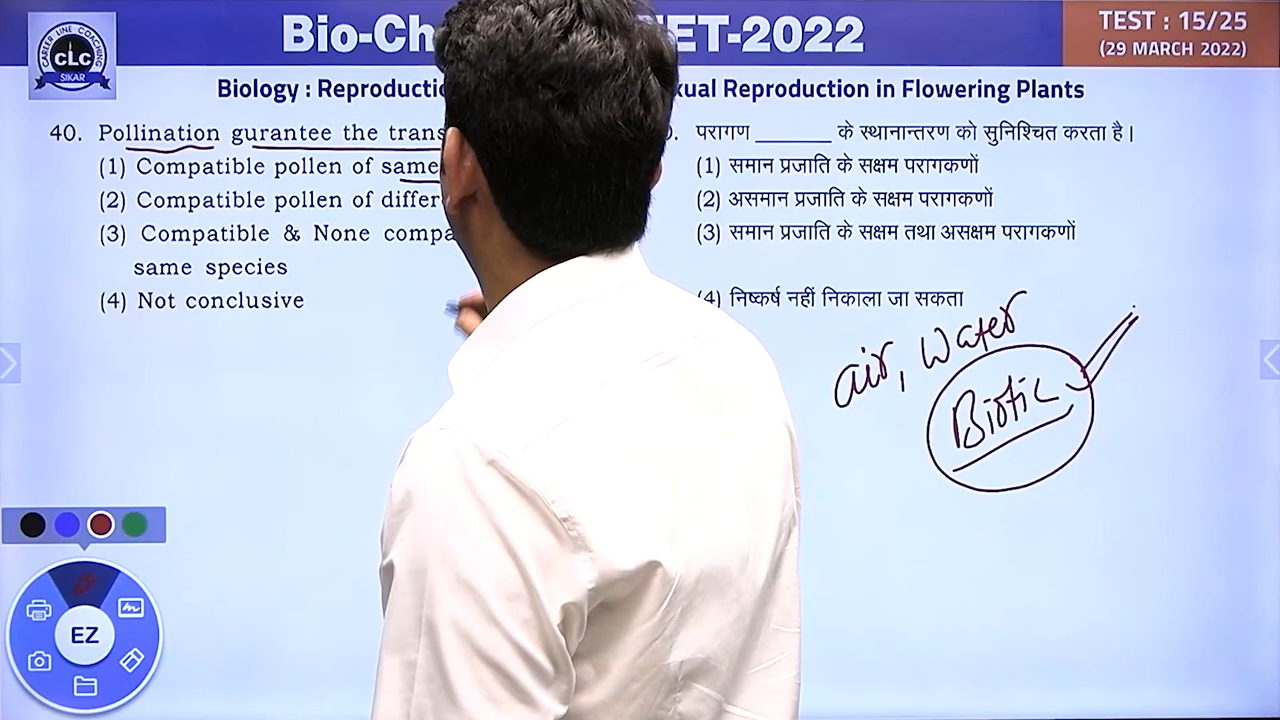 CAREER LINE COACHING
CLC
SIKAR
Bio-Ch ET-2022
TEST : 15/25
(29 MARCH 2022)
Biology : Reproductio xual Reproduction in Flowering Plants
40. Pollination gurantee the trans
(1) Compatible pollen of same
(2) Compatible pollen of differ
(3) Compatible & None compa
same species
(4) Not conclusive
. परागण ______ के स्थानान्तरण को सुनिश्चित करता है।
(1) समान प्रजाति के सक्षम परागकणों
(2) असमान प्रजाति के सक्षम परागकणों
(3) समान प्रजाति के सक्षम तथा असक्षम परागकणों
(4) निष्कर्ष नहीं निकाला जा सकता
air, water
Biotic
EZ